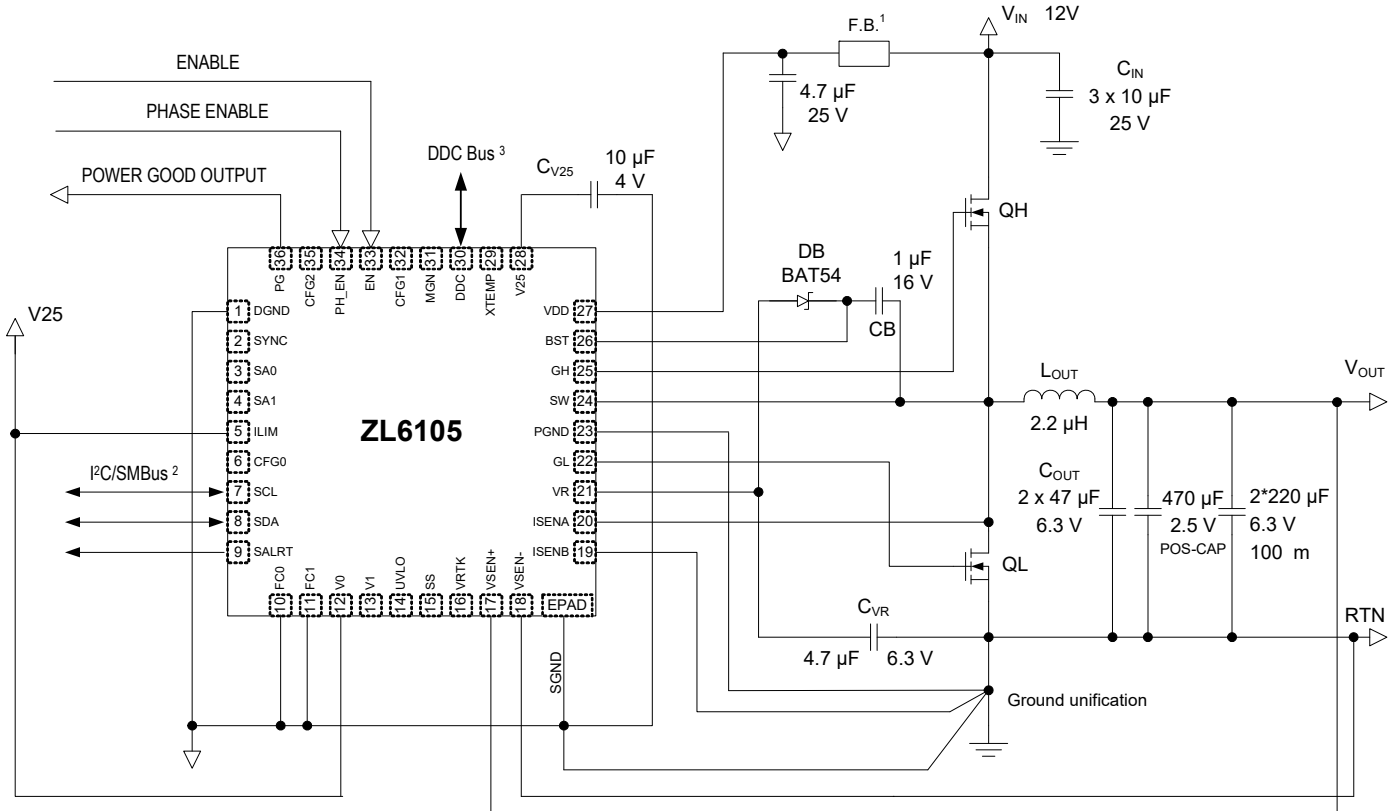 ENABLE
PHASE ENABLE
POWER GOOD OUTPUT
DDC Bus ³
C_V25
10 µF
4 V
F.B.¹
V_IN 12V
4.7 µF
25 V
C_IN
3 x 10 µF
25 V
QH
DB
BAT54
1 µF
16 V
CB
V25
I²C/SMBus ²
ZL6105
36 PG
35 CFG2
34 PH_EN
33 EN
32 CFG1
31 MGN
30 DDC
29 XTEMP
28 V25
1 DGND
2 SYNC
3 SA0
4 SA1
5 ILIM
6 CFG0
7 SCL
8 SDA
9 SALRT
VDD 27
BST 26
GH 25
SW 24
PGND 23
GL 22
VR 21
ISENA 20
ISENB 19
10 FC0
11 FC1
12 V0
13 V1
14 UVLO
15 SS
16 VRTK
17 VSEN+
18 VSEN-
EPAD
SGND
L_OUT
2.2 µH
V_OUT
C_OUT
2 x 47 µF
6.3 V
470 µF
2.5 V
POS-CAP
2*220 µF
6.3 V
100 m
QL
C_VR
4.7 µF 6.3 V
RTN
Ground unification